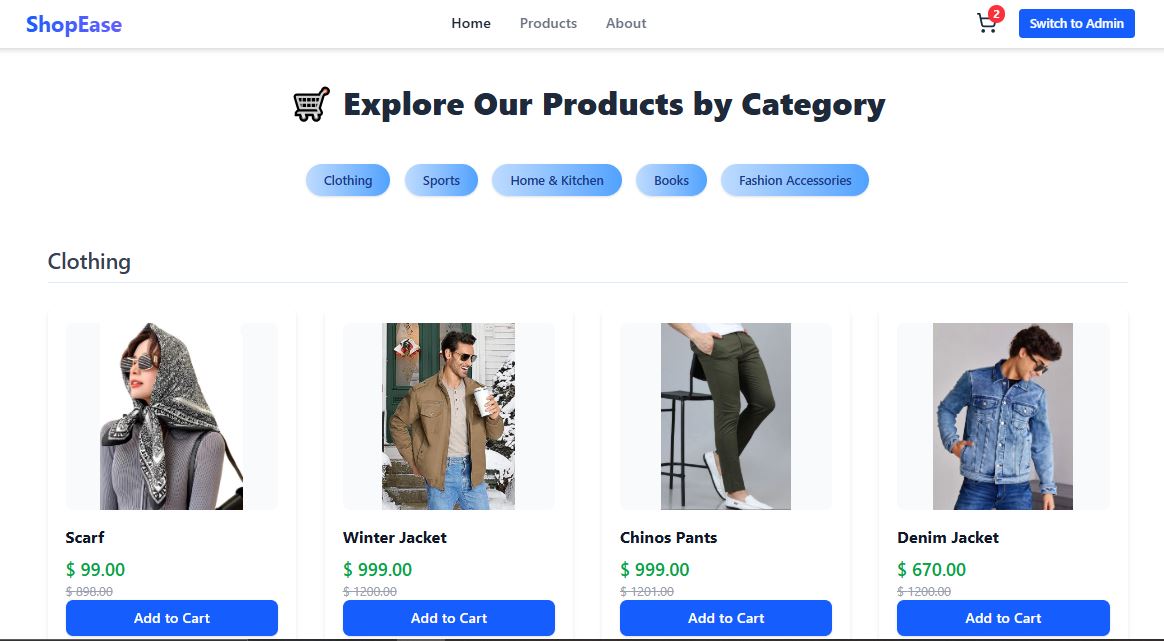 ShopEase
Home Products About
2
Switch to Admin
Explore Our Products by Category
Clothing Sports Home & Kitchen Books Fashion Accessories
Clothing
Scarf Winter Jacket Chinos Pants Denim Jacket
$ 99.00 $ 999.00 $ 999.00 $ 670.00
$ 898.00 $ 1200.00 $ 1201.00 $ 1200.00
Add to Cart Add to Cart Add to Cart Add to Cart